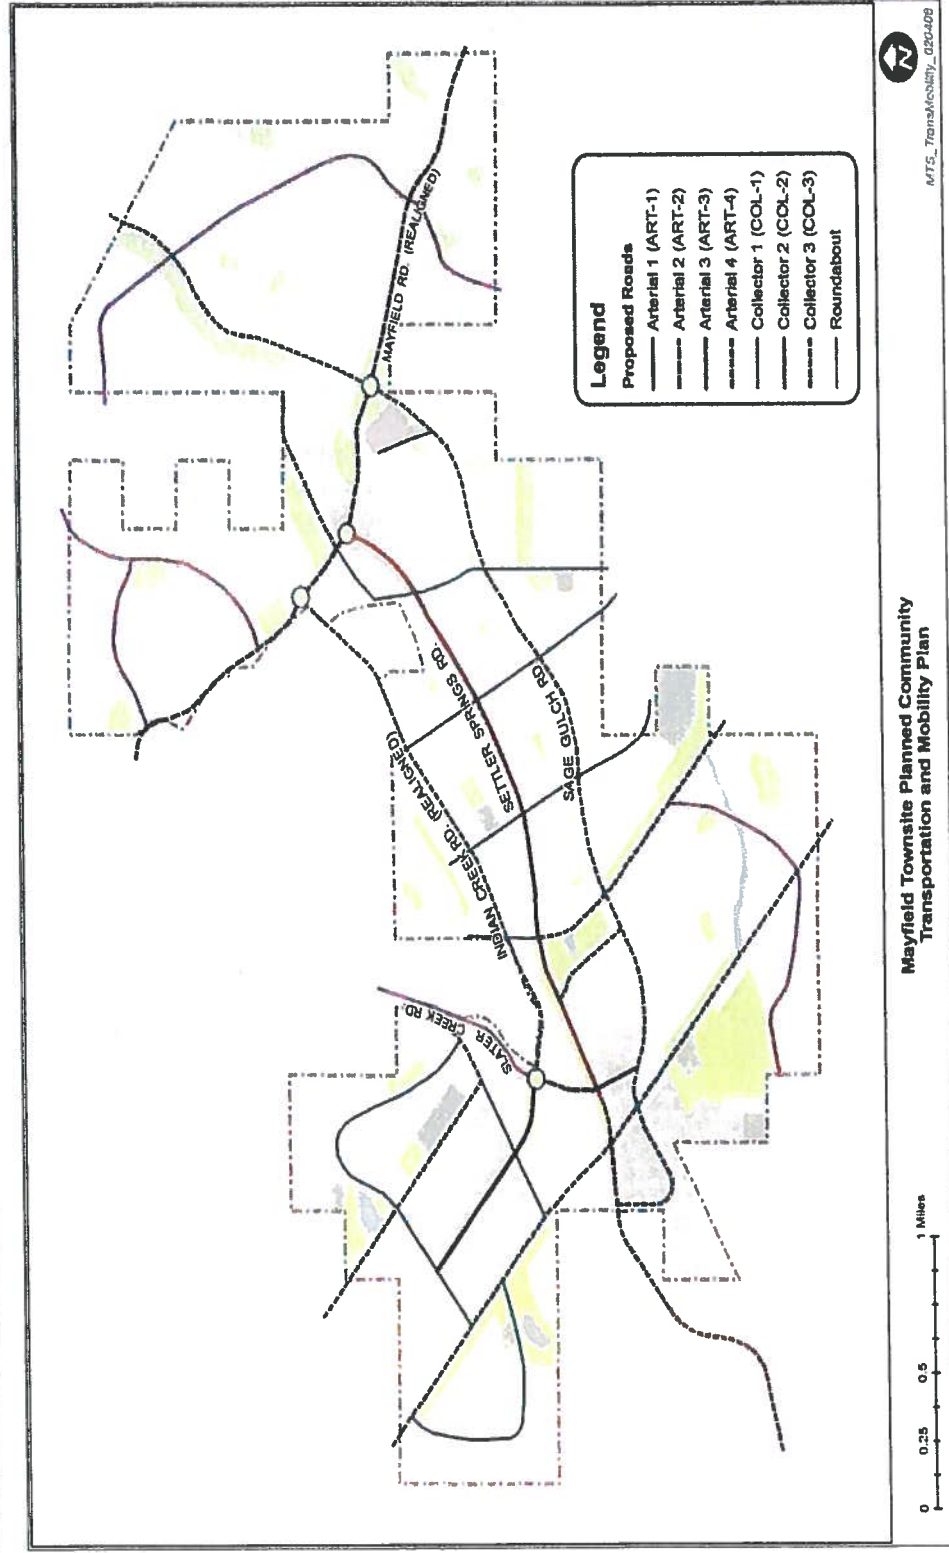 MAYFIELD RD. (REALIGNED)
INDIAN CREEK RD. (REALIGNED)
SETTLER SPRINGS RD.
SAGE GULCH RD
SLATER CREEK RD.
Legend
Proposed Roads
Arterial 1 (ART-1)
Arterial 2 (ART-2)
Arterial 3 (ART-3)
Arterial 4 (ART-4)
Collector 1 (COL-1)
Collector 2 (COL-2)
Collector 3 (COL-3)
Roundabout
0 0.25 0.5 1 Miles
Mayfield Townsite Planned Community
Transportation and Mobility Plan
N
MTS_TransMobility_020409